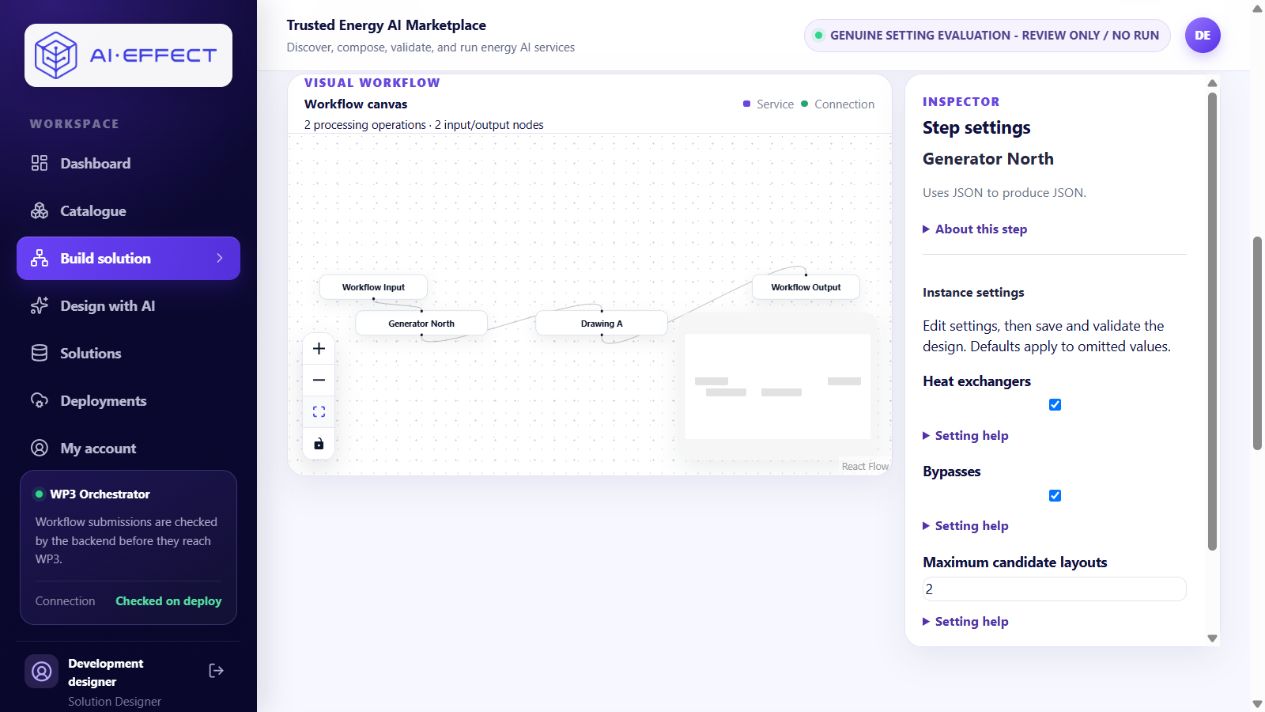 AI·EFFECT
WORKSPACE
Dashboard
Catalogue
Build solution
Design with AI
Solutions
Deployments
My account
WP3 Orchestrator
Workflow submissions are checked
by the backend before they reach
WP3.
Connection Checked on deploy
Development
designer
Solution Designer
Trusted Energy AI Marketplace
Discover, compose, validate, and run energy AI services
GENUINE SETTING EVALUATION - REVIEW ONLY / NO RUN
DE
VISUAL WORKFLOW
Workflow canvas
Service Connection
2 processing operations · 2 input/output nodes
Workflow Input
Workflow Output
Generator North
Drawing A
React Flow
INSPECTOR
Step settings
Generator North
Uses JSON to produce JSON.
About this step
Instance settings
Edit settings, then save and validate the
design. Defaults apply to omitted values.
Heat exchangers
Setting help
Bypasses
Setting help
Maximum candidate layouts
2
Setting help